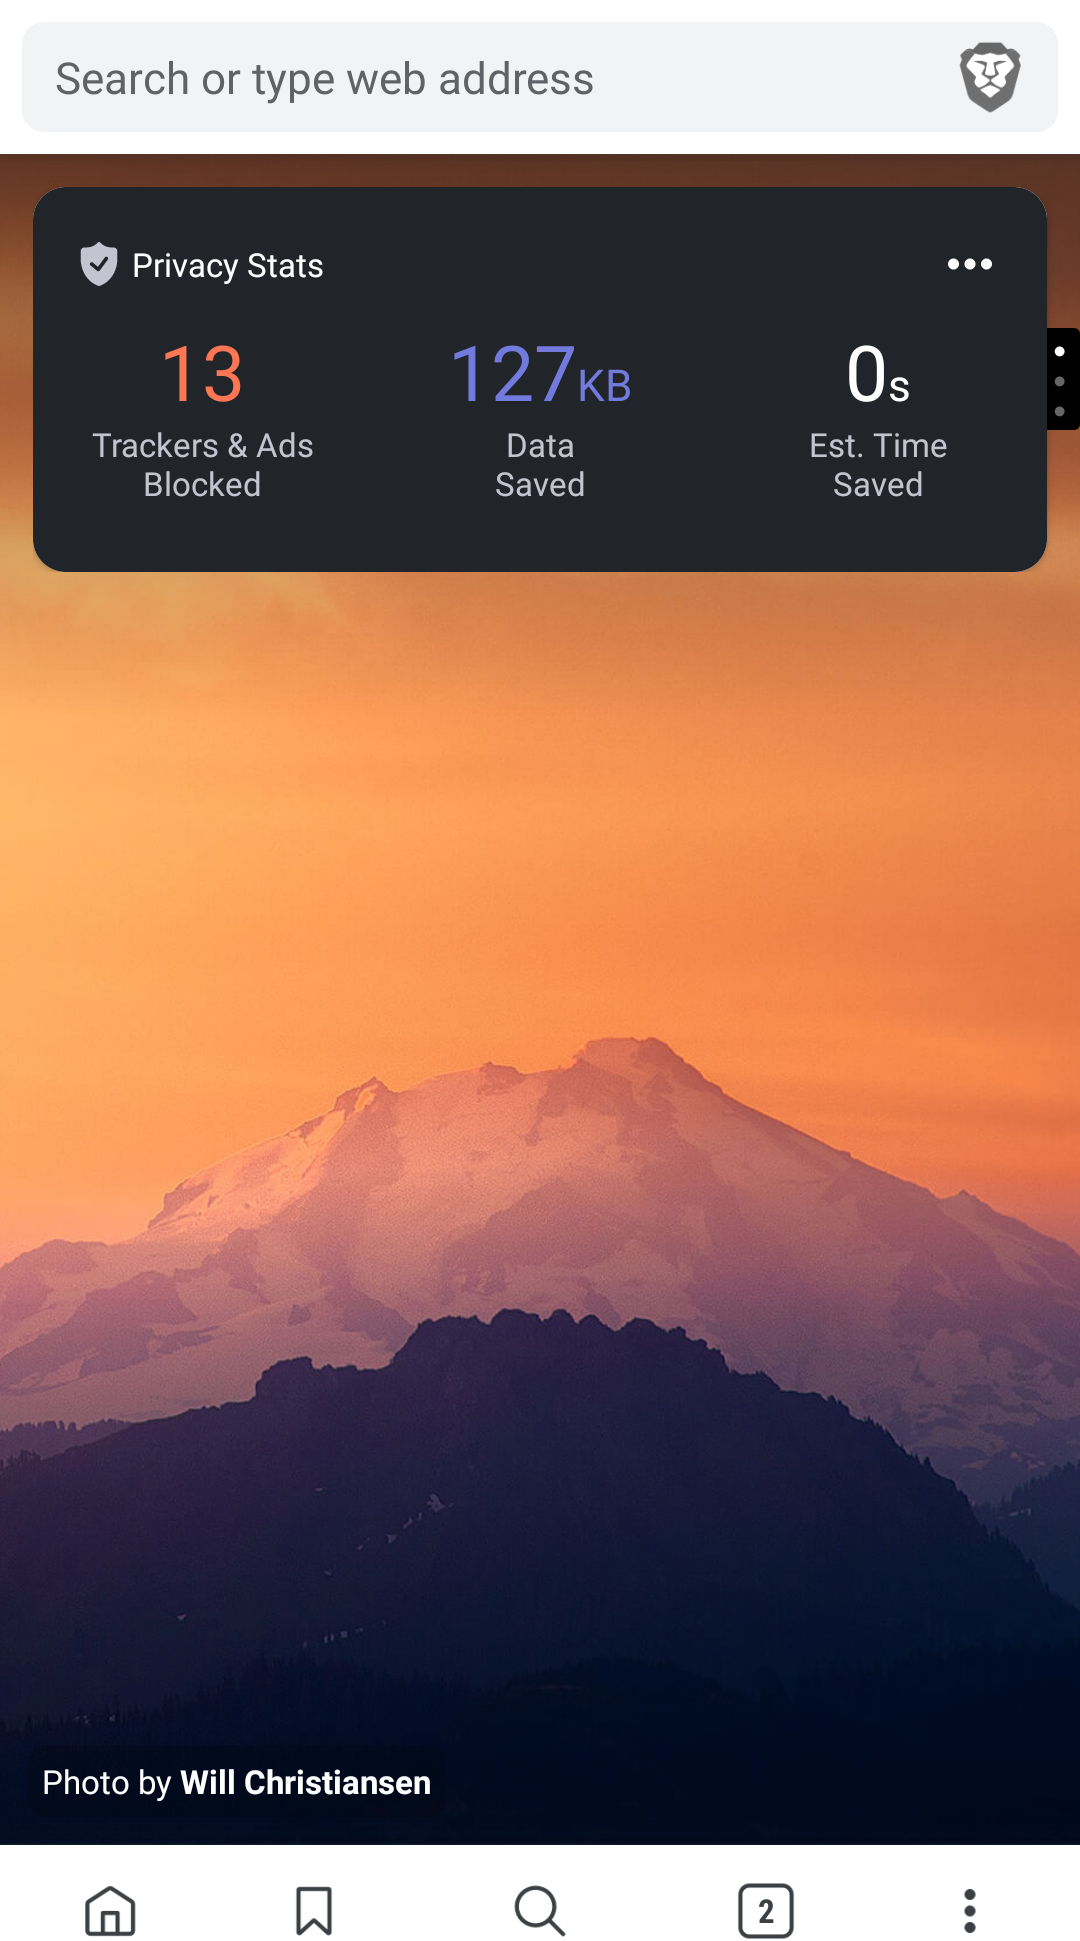 Search or type web address
Privacy Stats
13
127KB
0s
Trackers & Ads
Blocked
Data
Saved
Est. Time
Saved
Photo by Will Christiansen
2